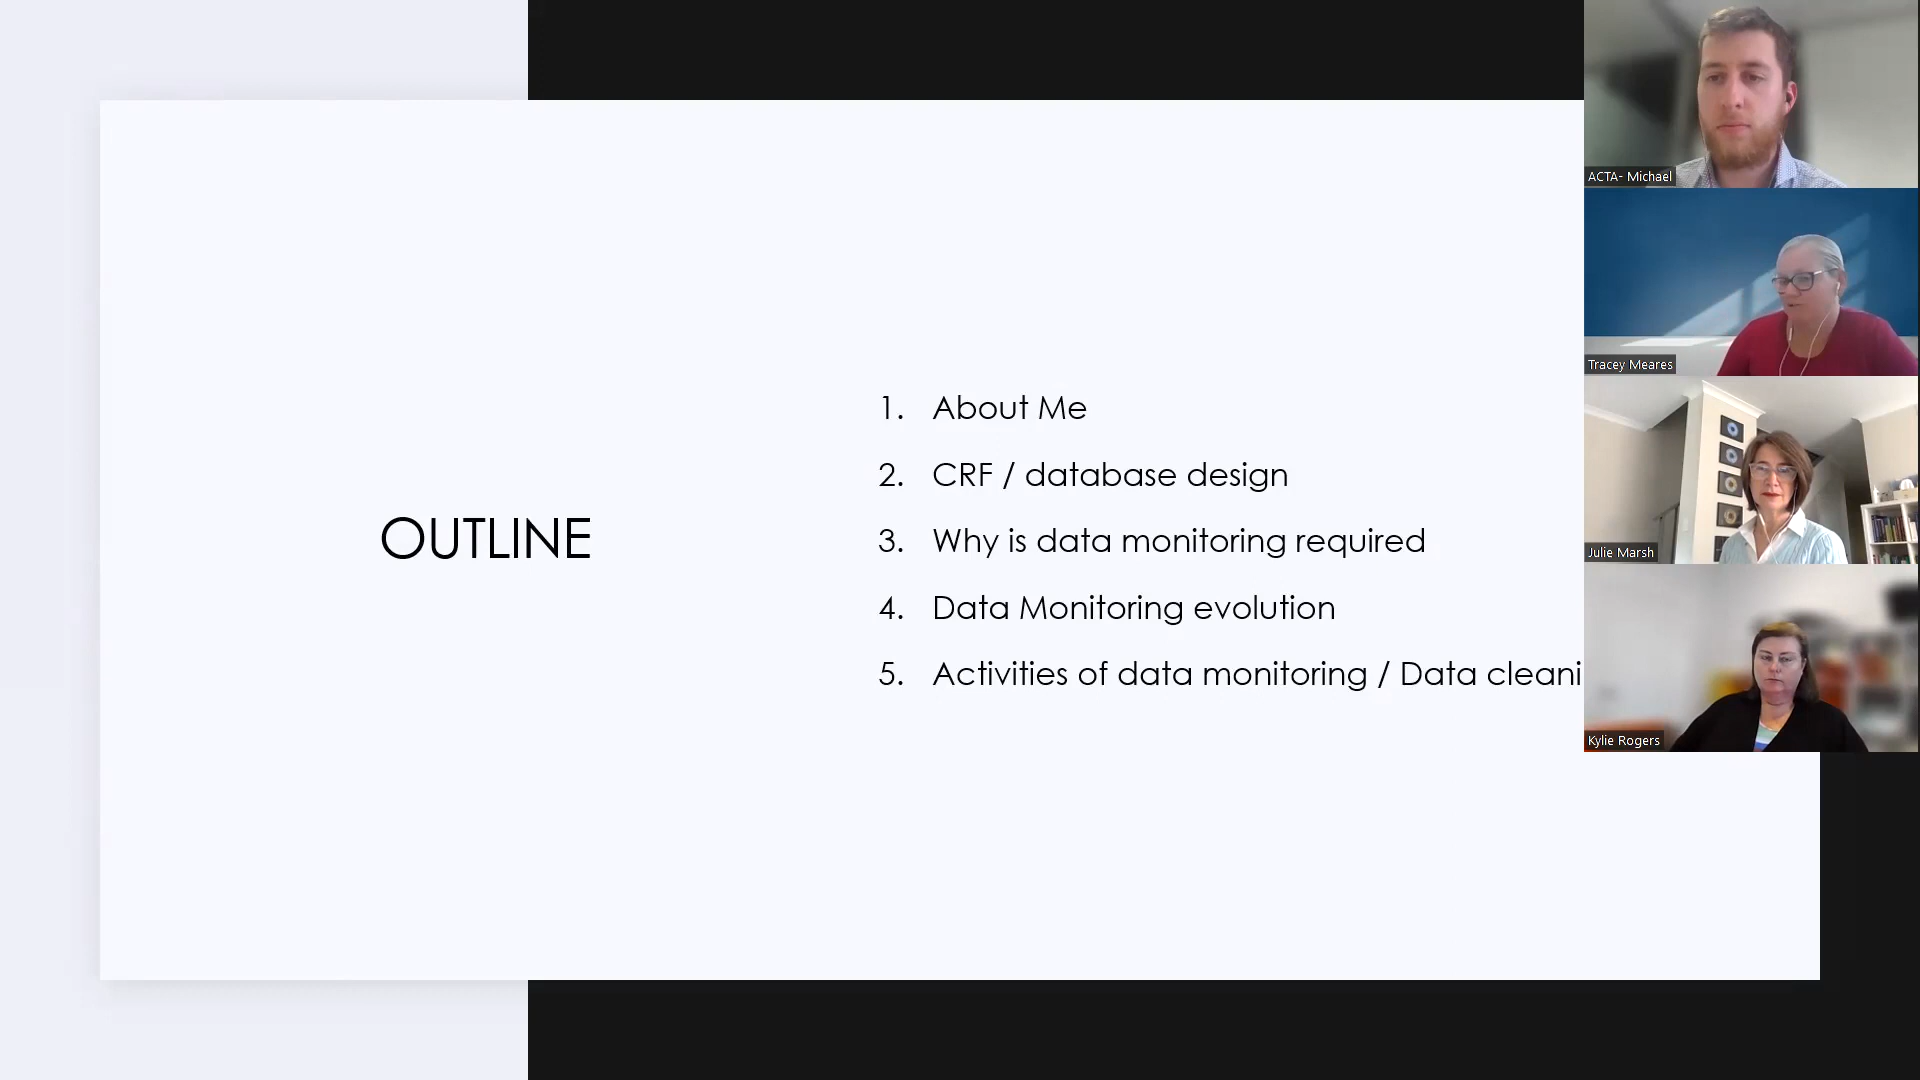 OUTLINE
1. About Me
2. CRF / database design
3. Why is data monitoring required
4. Data Monitoring evolution
5. Activities of data monitoring / Data cleani
ACTA- Michael
Tracey Meares
Julie Marsh
Kylie Rogers